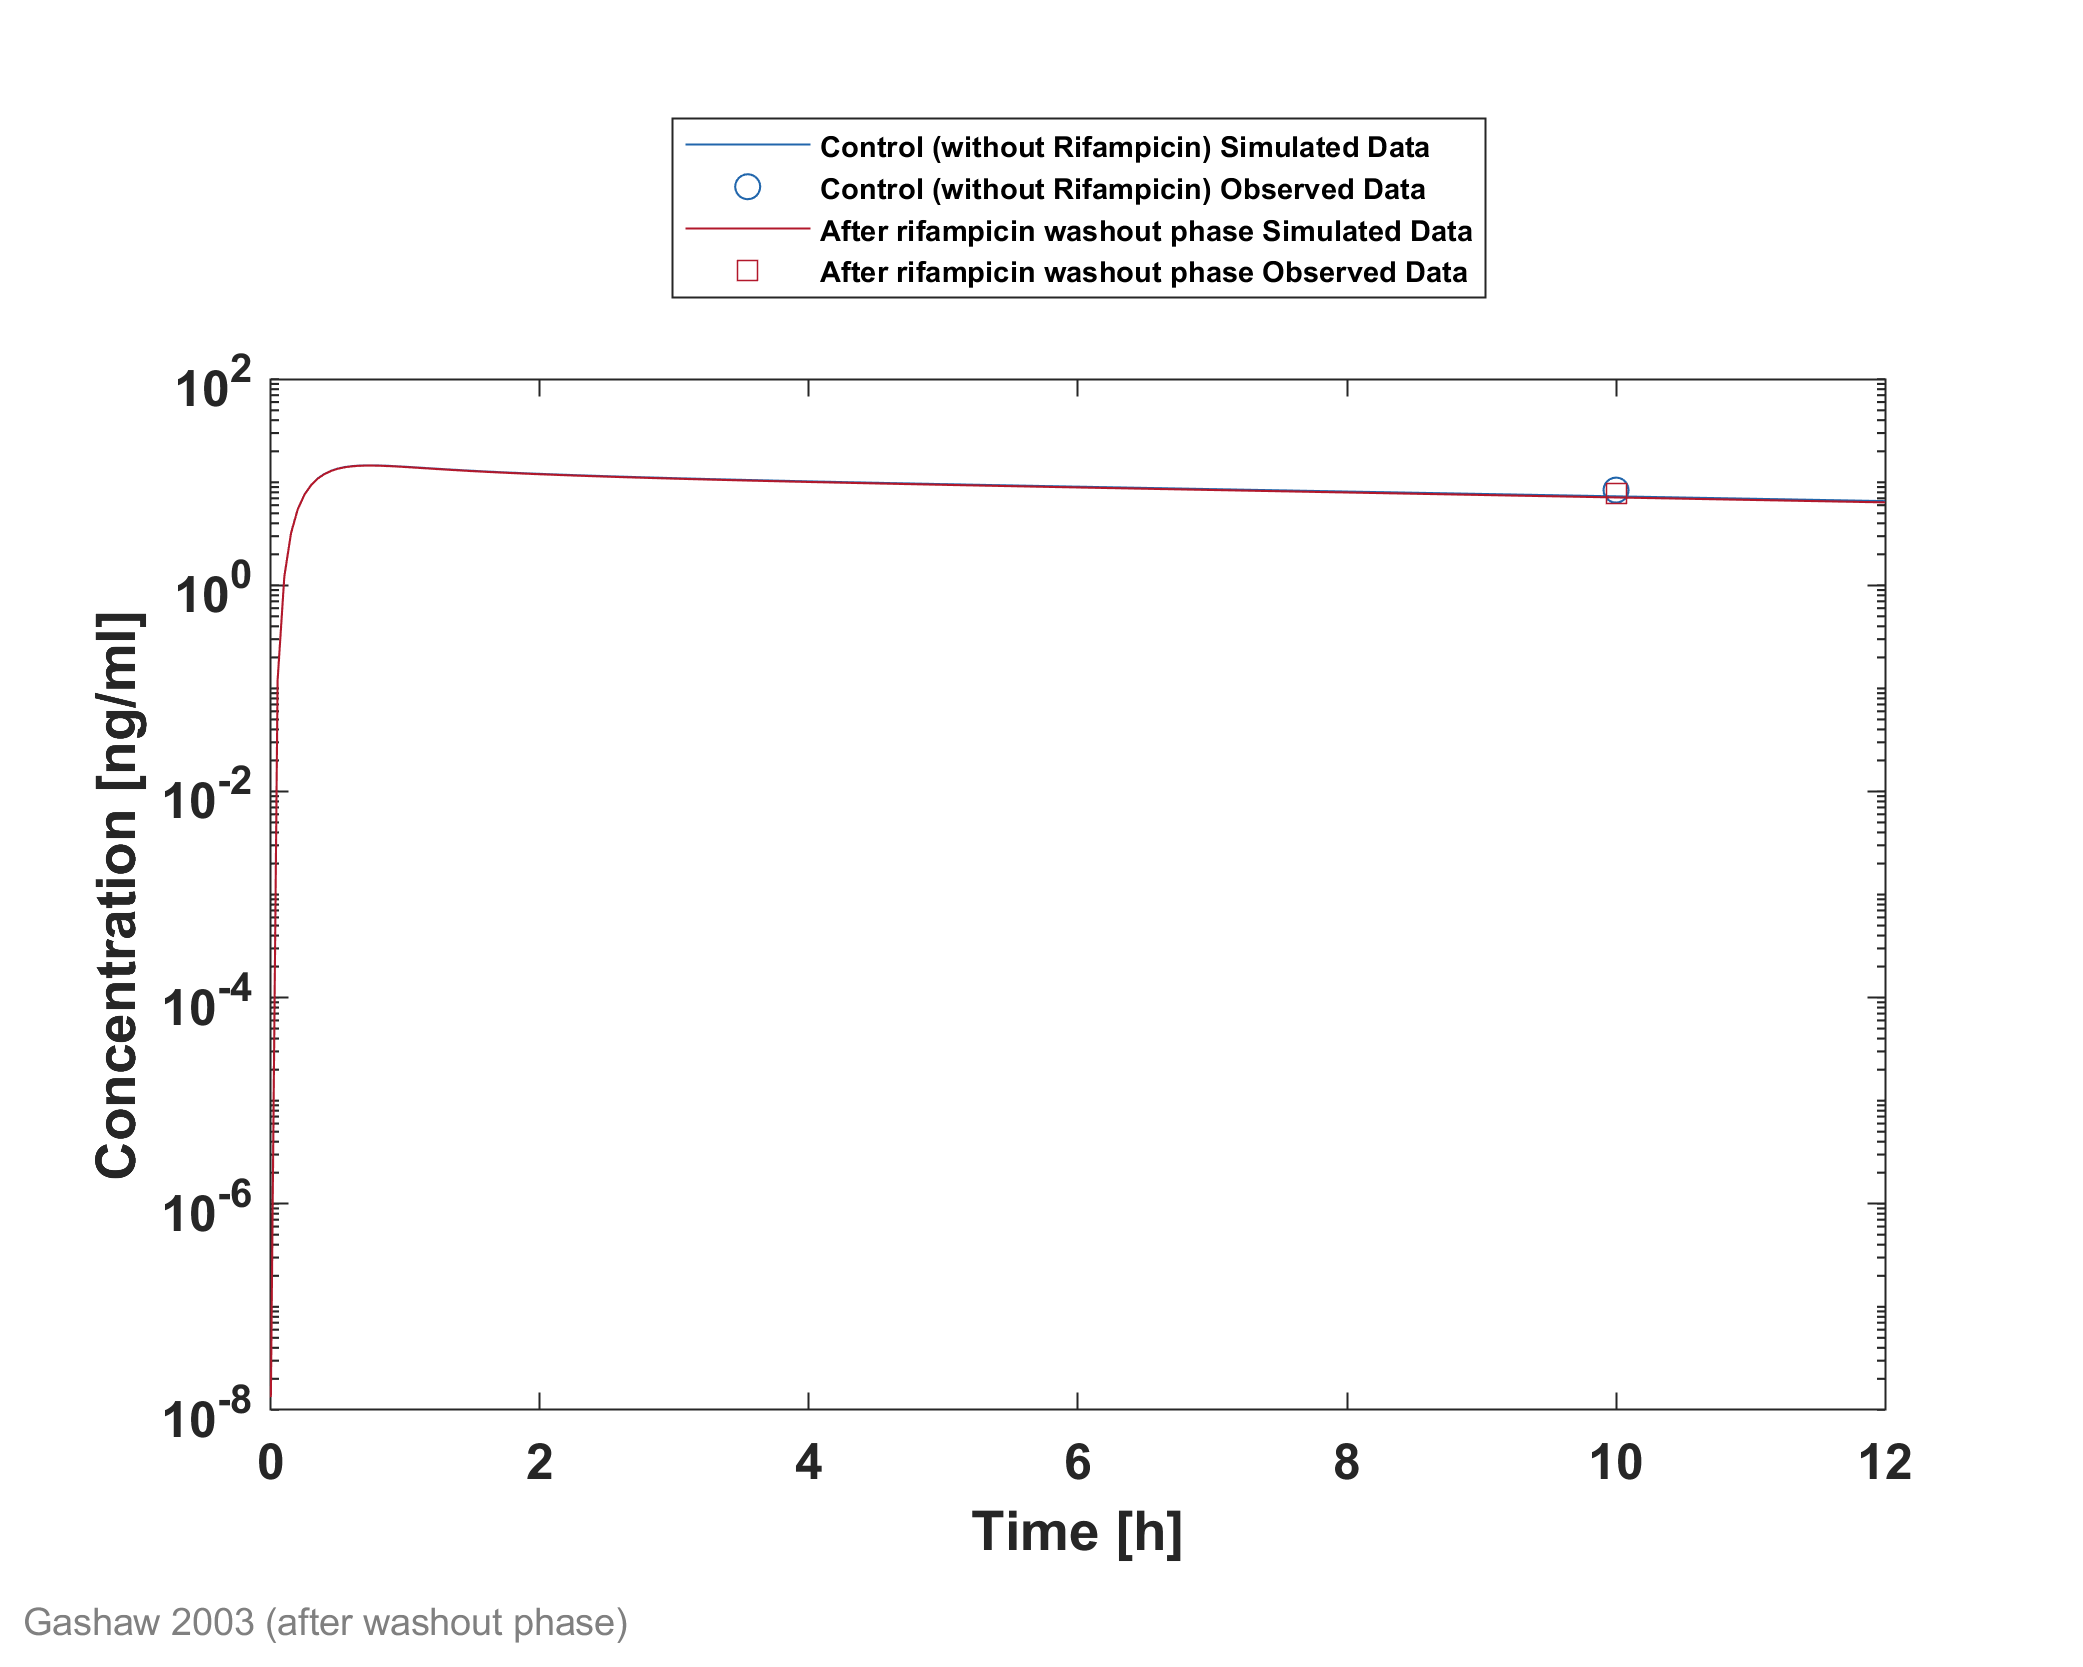 Control (without Rifampicin) Simulated Data
Control (without Rifampicin) Observed Data
After rifampicin washout phase Simulated Data
After rifampicin washout phase Observed Data
10^2
10^0
10^-2
10^-4
10^-6
10^-8
Concentration [ng/ml]
0 2 4 6 8 10 12
Time [h]
Gashaw 2003 (after washout phase)